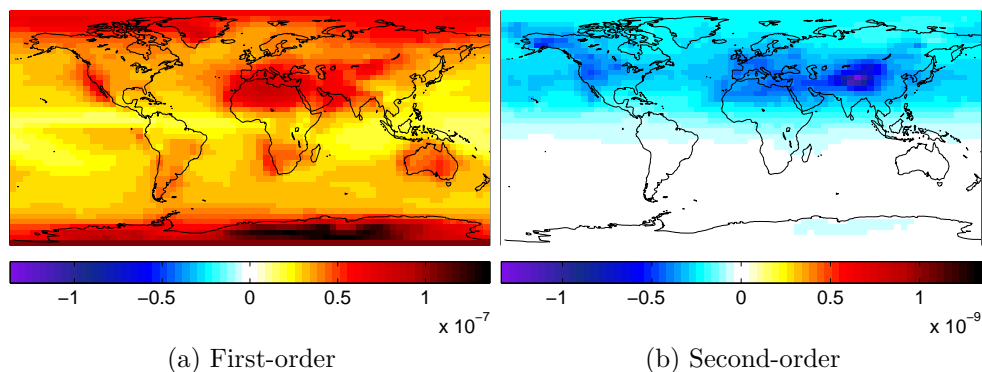 −1 −0.5 0 0.5 1
x 10⁻⁷
−1 −0.5 0 0.5 1
x 10⁻⁹
(a) First-order
(b) Second-order